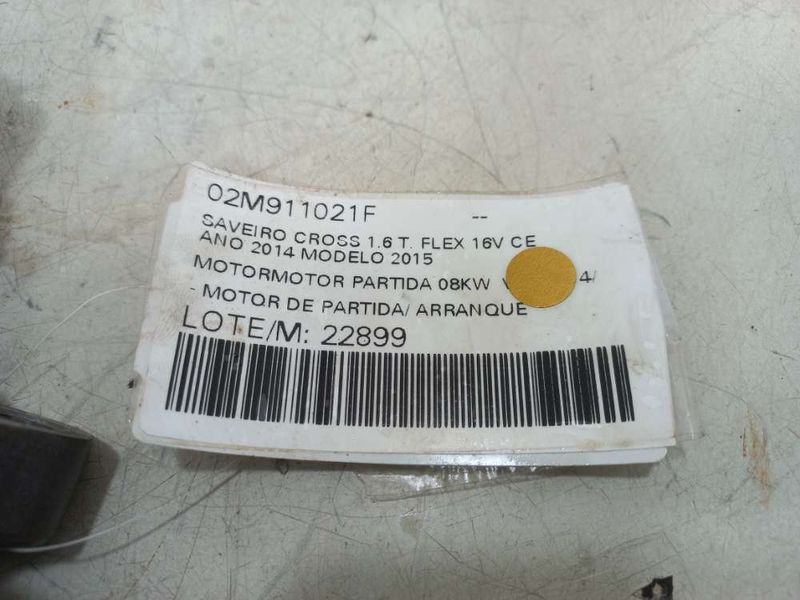 02M911021F --
SAVEIRO CROSS 1.6 T. FLEX 16V CE
ANO 2014 MODELO 2015
MOTORMOTOR PARTIDA 08KW 4/
- MOTOR DE PARTIDA/ ARRANQUE
LOTE/M: 22899